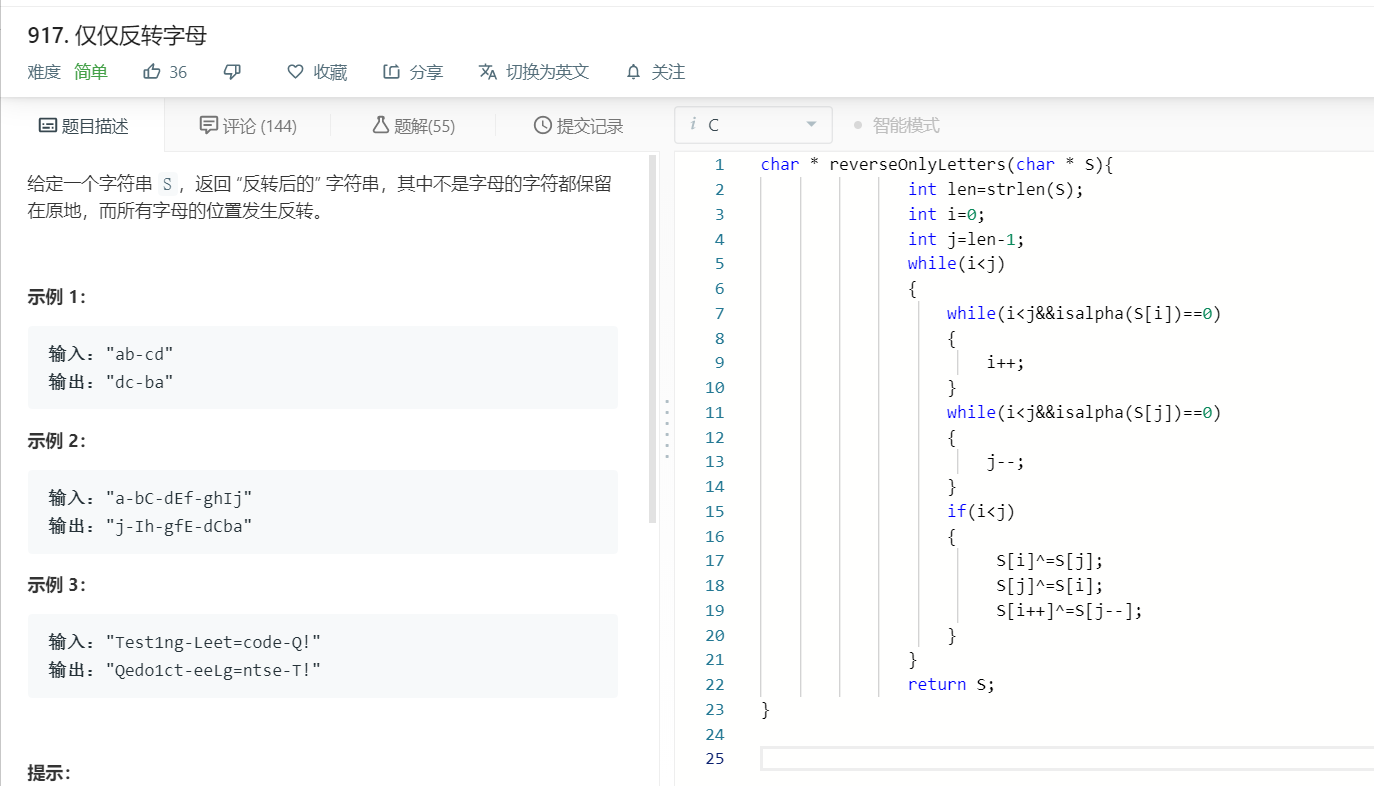 917. 仅仅反转字母
难度 简单 36 收藏 分享 切换为英文 关注
题目描述 评论 (144) 题解(55) 提交记录
给定一个字符串 S，返回 “反转后的” 字符串，其中不是字母的字符都保留
在原地，而所有字母的位置发生反转。
示例 1：
输入："ab-cd"
输出："dc-ba"
示例 2：
输入："a-bC-dEf-ghIj"
输出："j-Ih-gfE-dCba"
示例 3：
输入："Test1ng-Leet=code-Q!"
输出："Qedo1ct-eeLg=ntse-T!"
提示：
i C 智能模式
1 char * reverseOnlyLetters(char * S){
2 int len=strlen(S);
3 int i=0;
4 int j=len-1;
5 while(i<j)
6 {
7 while(i<j&&isalpha(S[i])==0)
8 {
9 i++;
10 }
11 while(i<j&&isalpha(S[j])==0)
12 {
13 j--;
14 }
15 if(i<j)
16 {
17 S[i]^=S[j];
18 S[j]^=S[i];
19 S[i++]^=S[j--];
20 }
21 }
22 return S;
23 }
24
25